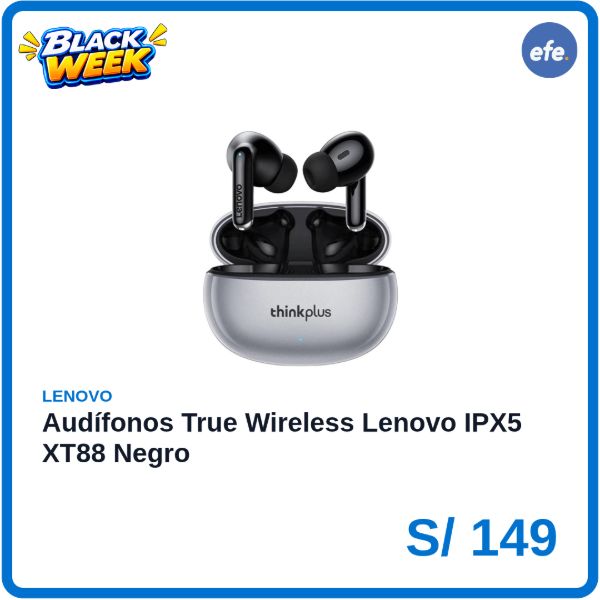 BLACK
WEEK
efe.
Lenovo
thinkplus
LENOVO
Audífonos True Wireless Lenovo IPX5
XT88 Negro
S/ 149